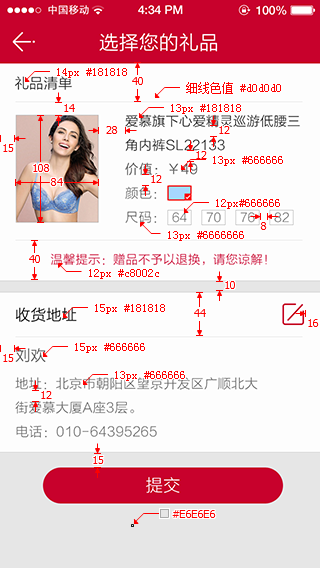 中国移动 4:34 PM 100%
选择您的礼品
14px #181818
礼品清单
40
细线色值 #d0d0d0
14
13px #181818
爱慕旗下心爱精灵巡游低腰三
28
12
15
角内裤SL22133
12
13px #666666
108
价值：￥40
84
12
颜色：
12px#666666
尺码： 64 70 76 82
8
13px #6666666
40
温馨提示：赠品不予以退换，请您谅解！
12px #c8002c
10
收货地址
15px #181818
44
16
15
15px #666666
刘欢
13px #666666
地址：北京市朝阳区望京开发区广顺北大
12
街爱慕大厦A座3层。
电话：010-64395265
15
提交
#E6E6E6